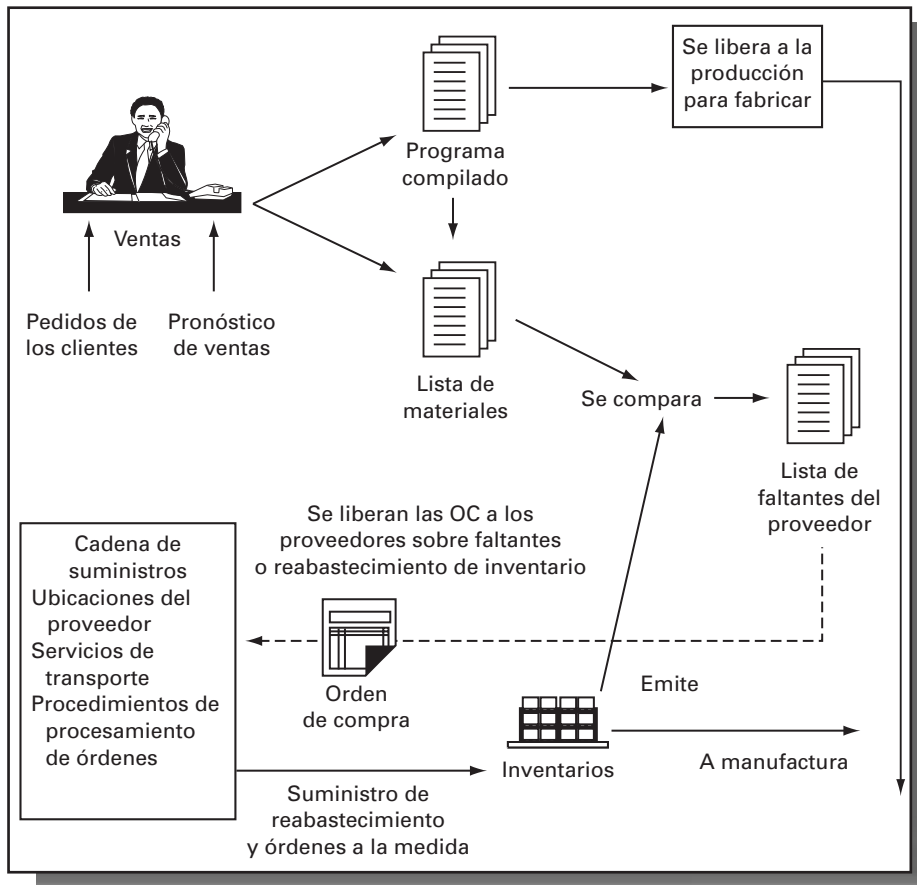 Se libera a la
producción
para fabricar
Programa
compilado
Ventas
Pedidos de
los clientes
Pronóstico
de ventas
Lista de
materiales
Se compara
Lista de
faltantes del
proveedor
Se liberan las OC a los
proveedores sobre faltantes
o reabastecimiento de inventario
Cadena de
suministros
Ubicaciones del
proveedor
Servicios de
transporte
Procedimientos de
procesamiento
de órdenes
Orden
de compra
Emite
Inventarios
A manufactura
Suministro de
reabastecimiento
y órdenes a la medida